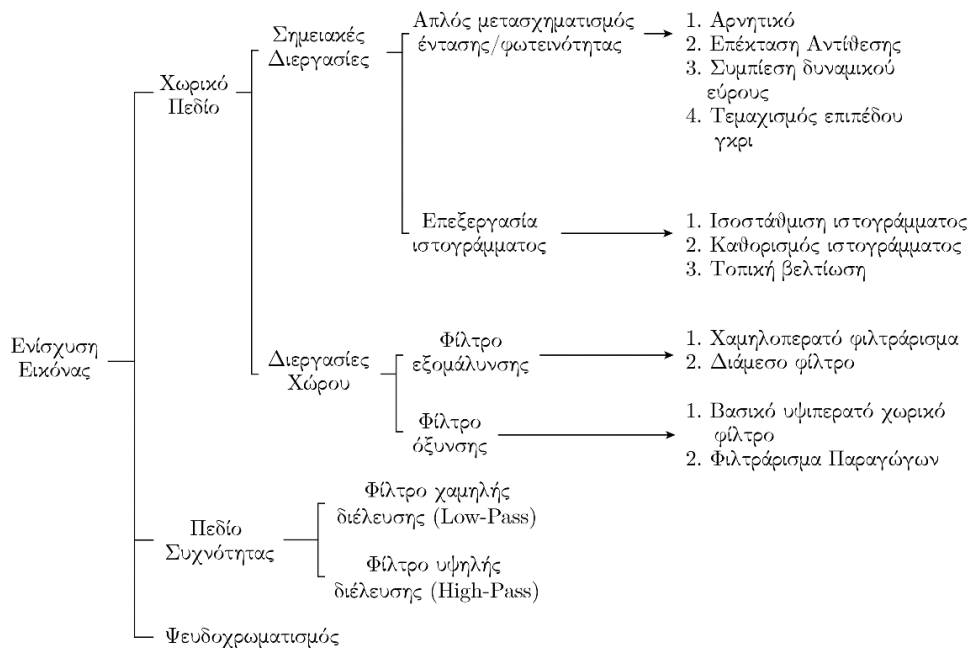 Σημειακές
Διεργασίες
Απλός μετασχηματισμός
έντασης/φωτεινότητας
1. Αρνητικό
2. Επέκταση Αντίθεσης
3. Συμπίεση δυναμικού
εύρους
4. Τεμαχισμός επιπέδου
γκρι
Χωρικό
Πεδίο
Επεξεργασία
ιστογράμματος
1. Ισοστάθμιση ιστογράμματος
2. Καθορισμός ιστογράμματος
3. Τοπική βελτίωση
Ενίσχυση
Εικόνας
Διεργασίες
Χώρου
Φίλτρο
εξομάλυνσης
1. Χαμηλοπερατό φιλτράρισμα
2. Διάμεσο φίλτρο
Φίλτρο
όξυνσης
1. Βασικό υψιπερατό χωρικό
φίλτρο
2. Φιλτράρισμα Παραγώγων
Πεδίο
Συχνότητας
Φίλτρο χαμηλής
διέλευσης (Low-Pass)
Φίλτρο υψηλής
διέλευσης (High-Pass)
Ψευδοχρωματισμός